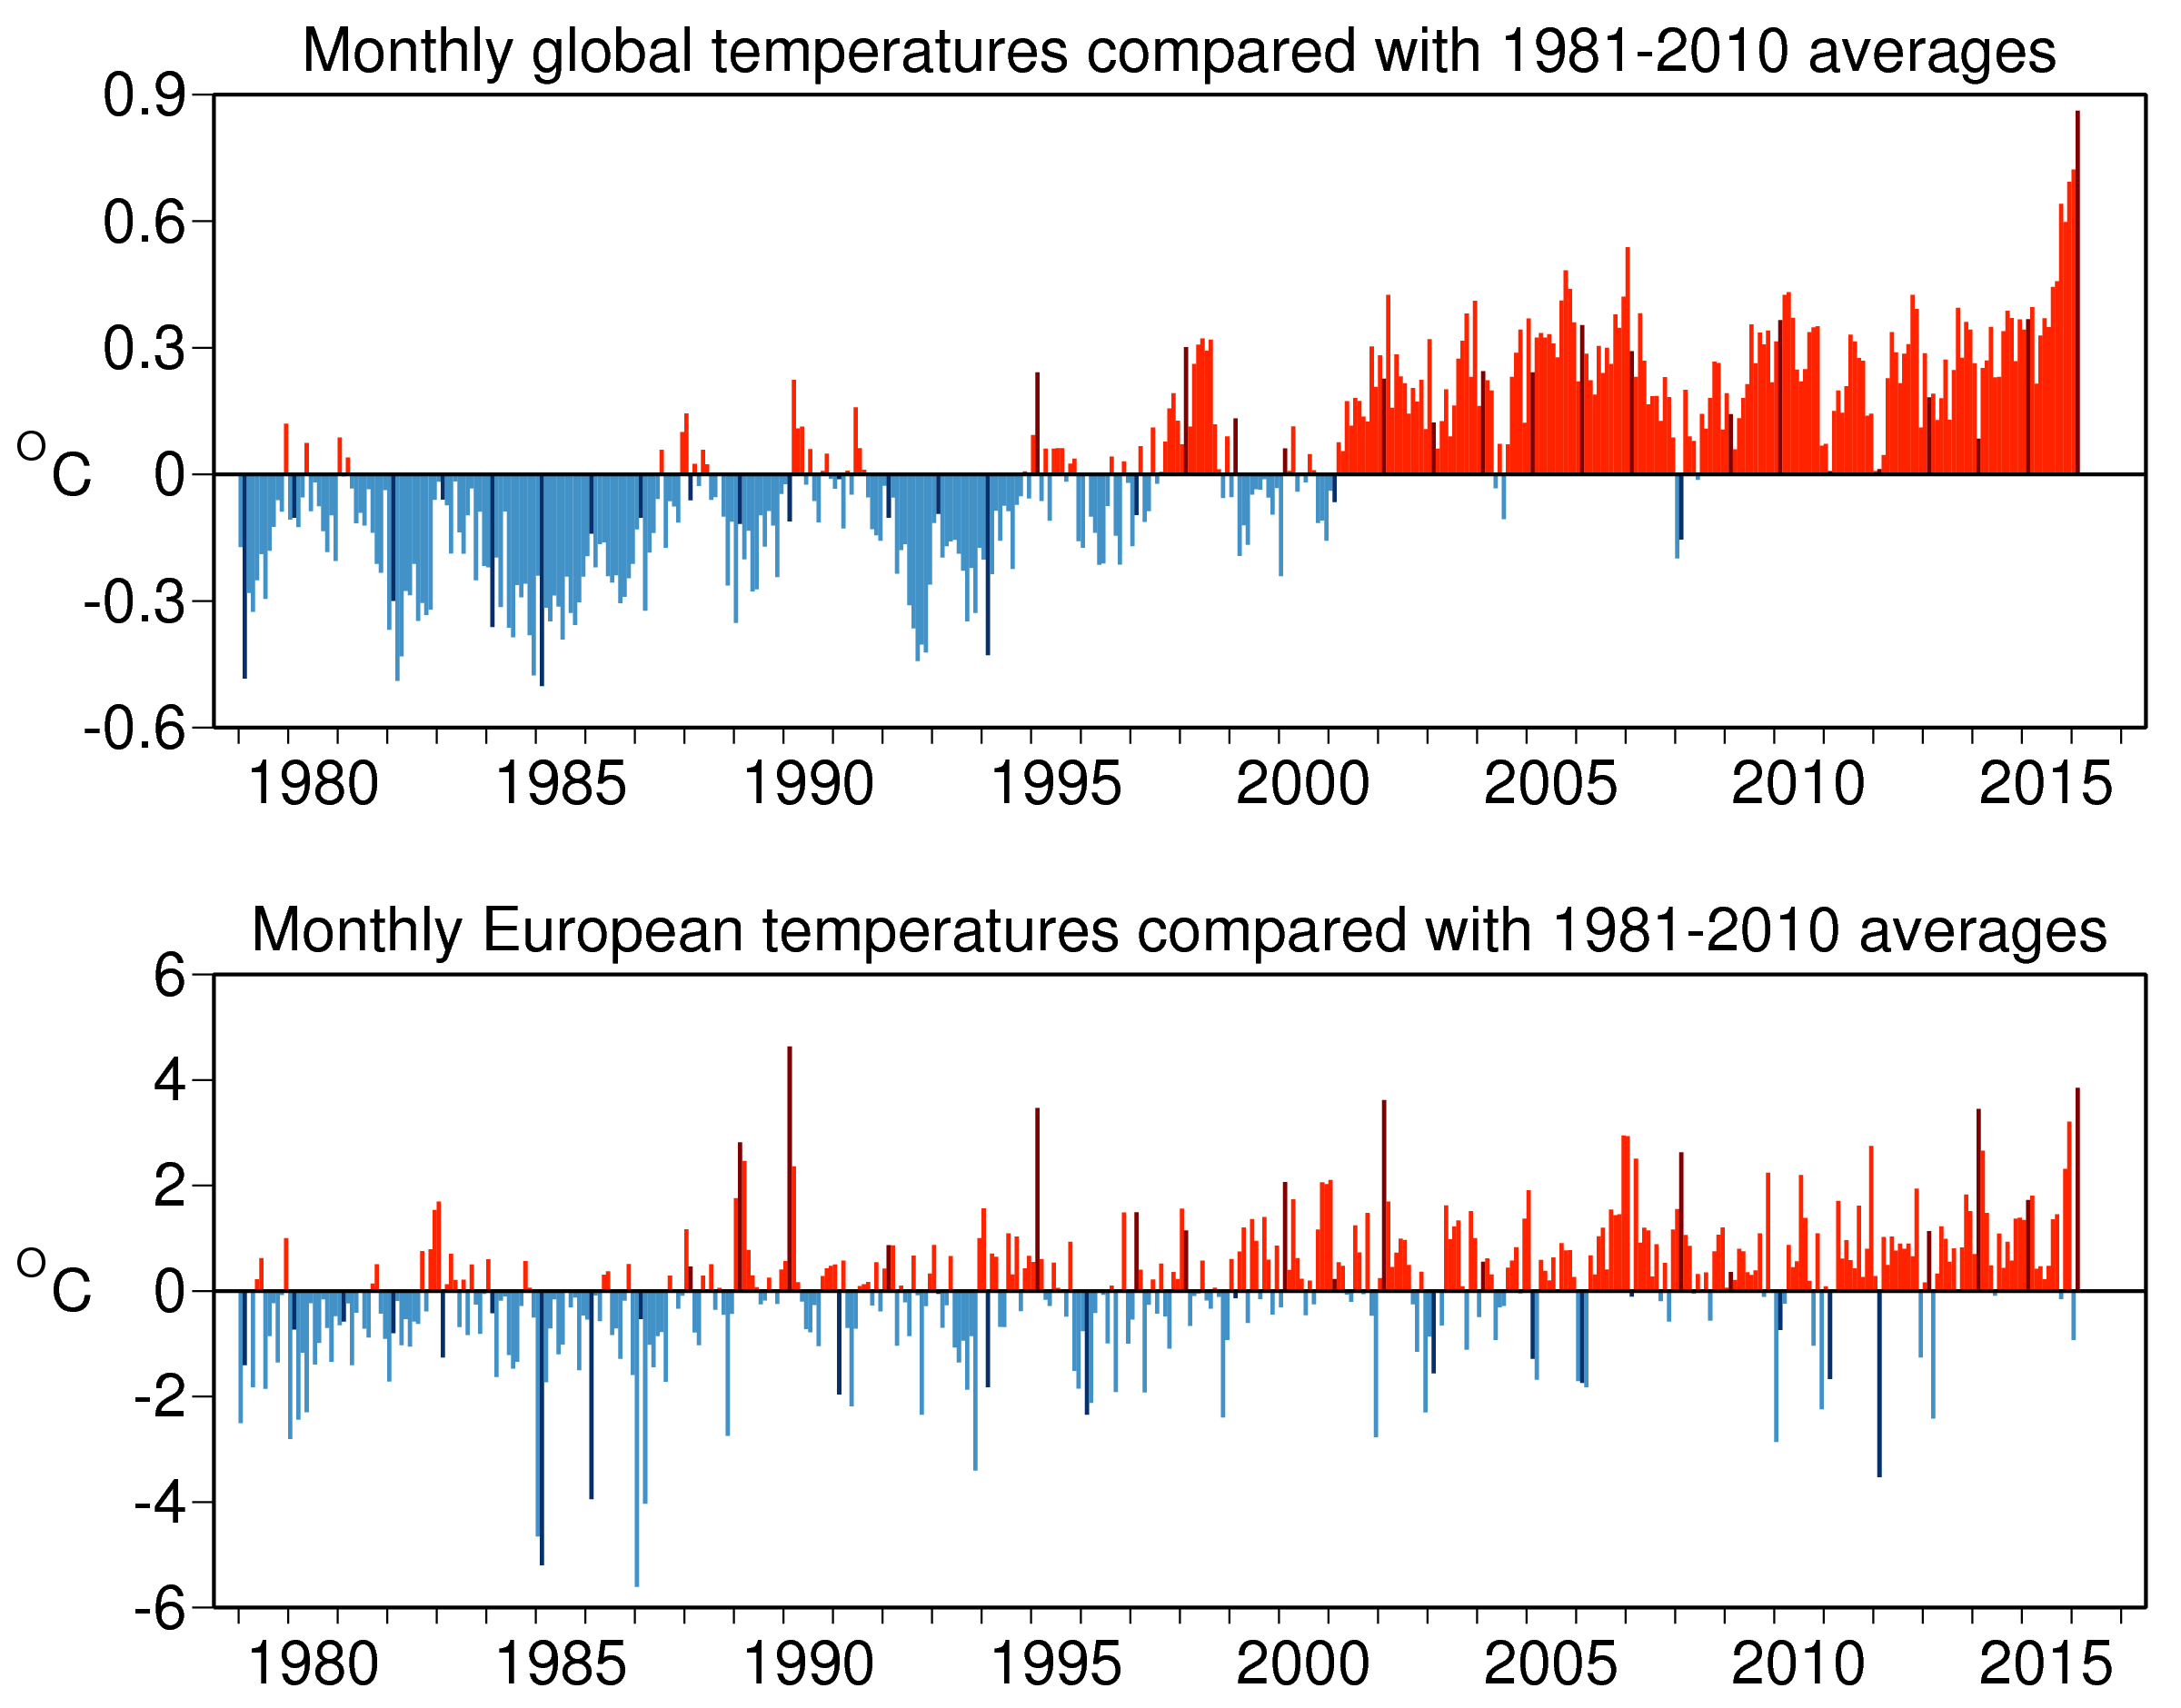 Monthly global temperatures compared with 1981-2010 averages
0.9
0.6
0.3
0
-0.3
-0.6
°C
1980 1985 1990 1995 2000 2005 2010 2015
Monthly European temperatures compared with 1981-2010 averages
6
4
2
0
-2
-4
-6
°C
1980 1985 1990 1995 2000 2005 2010 2015